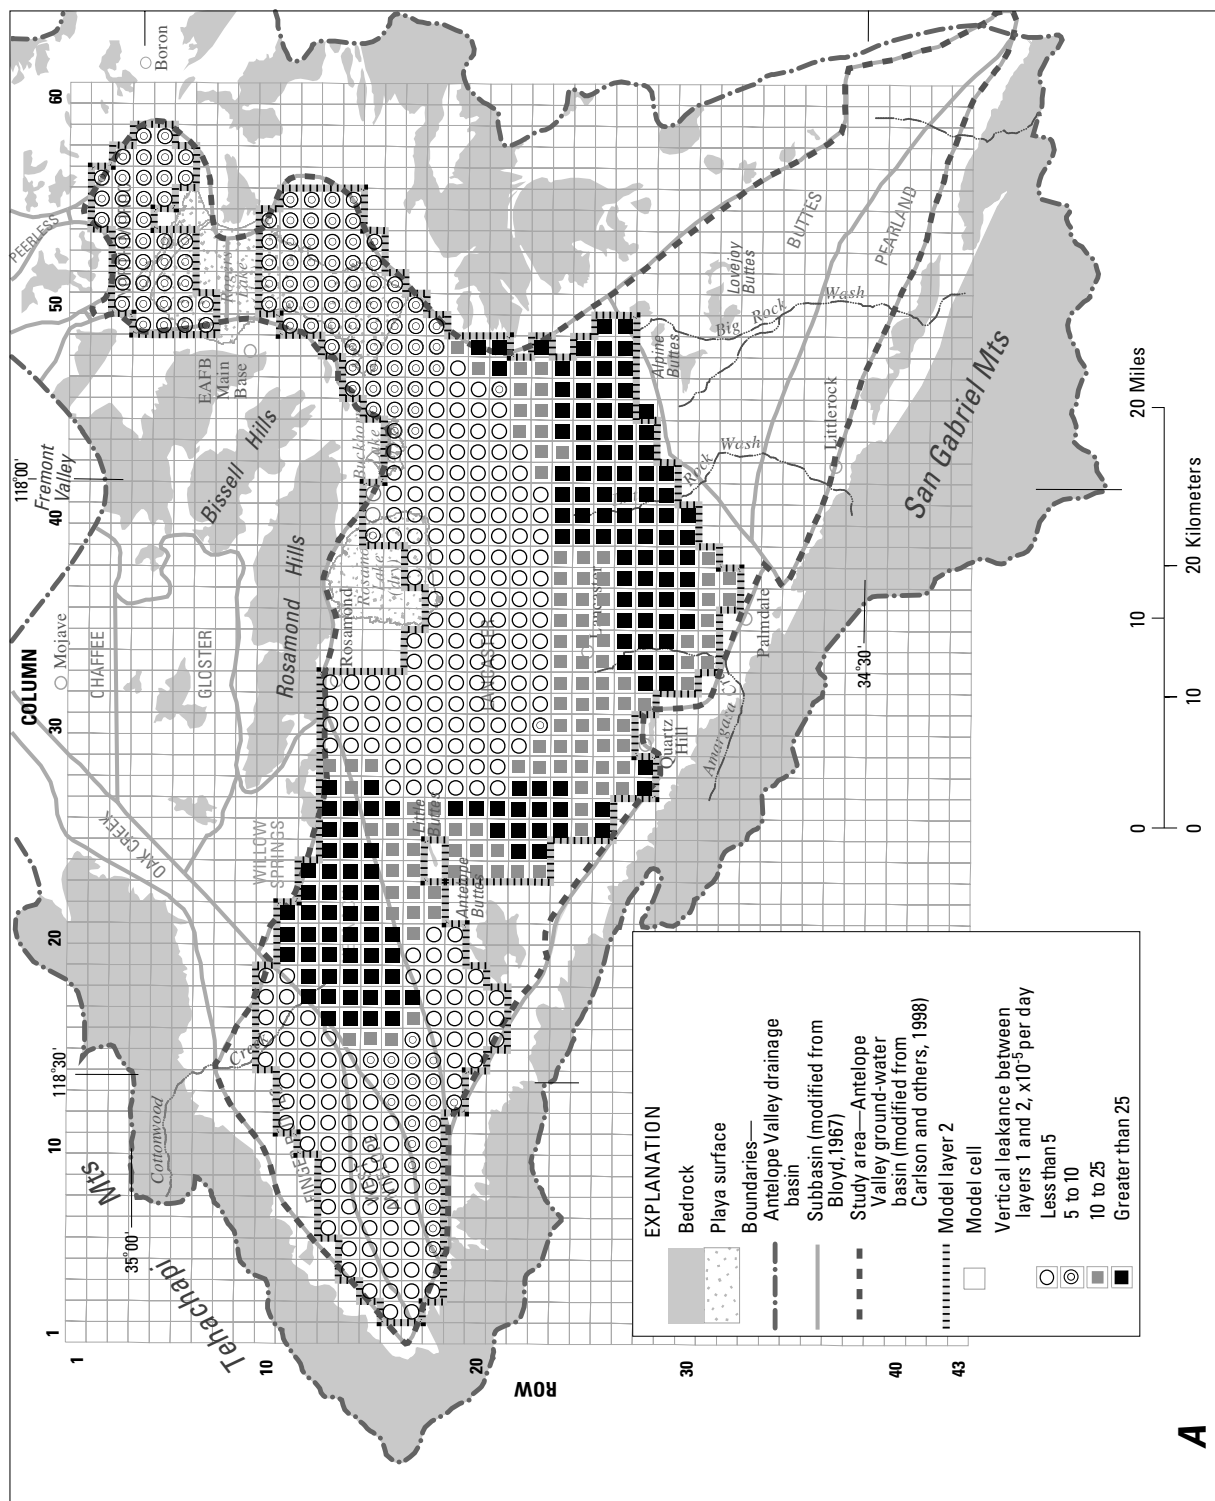 COLUMN
1
10
20
30
40
50
60
118°30'
118°00'
35°00'
34°30'
ROW
1
10
20
30
40
43
Tehachapi
Mts
Cottonwood
Creek
OAK CREEK
Mojave
CHAFFEE
GLOSTER
WILLOW
SPRINGS
Fremont
Valley
Bissell Hills
Rosamond Hills
Rosamond
EAFB
Main
Base
PEERLESS
Boron
Rogers
Lake
Buckhorn
Lake
LANCASTER
Lancaster
Little
Buttes
Antelope
Buttes
Quartz
Hill
Amargasa
Palmdale
Littlerock
Rock
Wash
Big Rock
Wash
Alpine
Buttes
Lovejoy
Buttes
BUTTES
PEARLAND
San Gabriel Mts
EXPLANATION
Bedrock
Playa surface
Boundaries—
Antelope Valley drainage
basin
Subbasin (modified from
Bloyd,1967)
Study area—Antelope
Valley ground-water
basin (modified from
Carlson and others, 1998)
Model layer 2
Model cell
Vertical leakance between
layers 1 and 2, x10-5 per day
Less than 5
5 to 10
10 to 25
Greater than 25
0 10 20 Miles
0 10 20 Kilometers
A